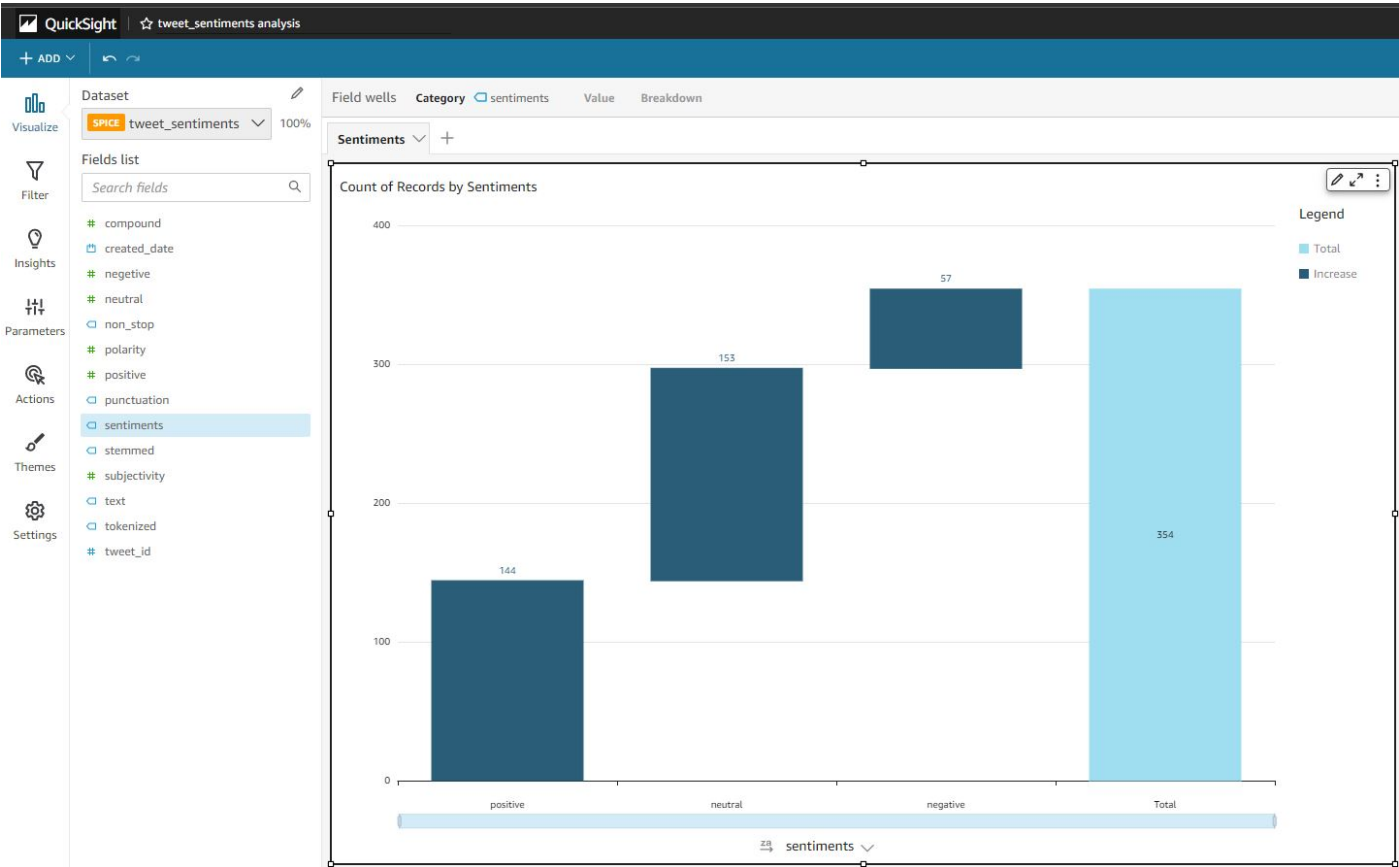 QuickSight tweet_sentiments analysis
ADD
Visualize
Filter
Insights
Parameters
Actions
Themes
Settings
Dataset
SPICE tweet_sentiments 100%
Fields list
Search fields
# compound
created_date
# negetive
# neutral
non_stop
# polarity
# positive
punctuation
sentiments
stemmed
# subjectivity
text
tokenized
# tweet_id
Field wells Category sentiments Value Breakdown
Sentiments
Count of Records by Sentiments
400
300
200
100
0
144
153
57
354
positive neutral negative Total
sentiments
Legend
Total
Increase